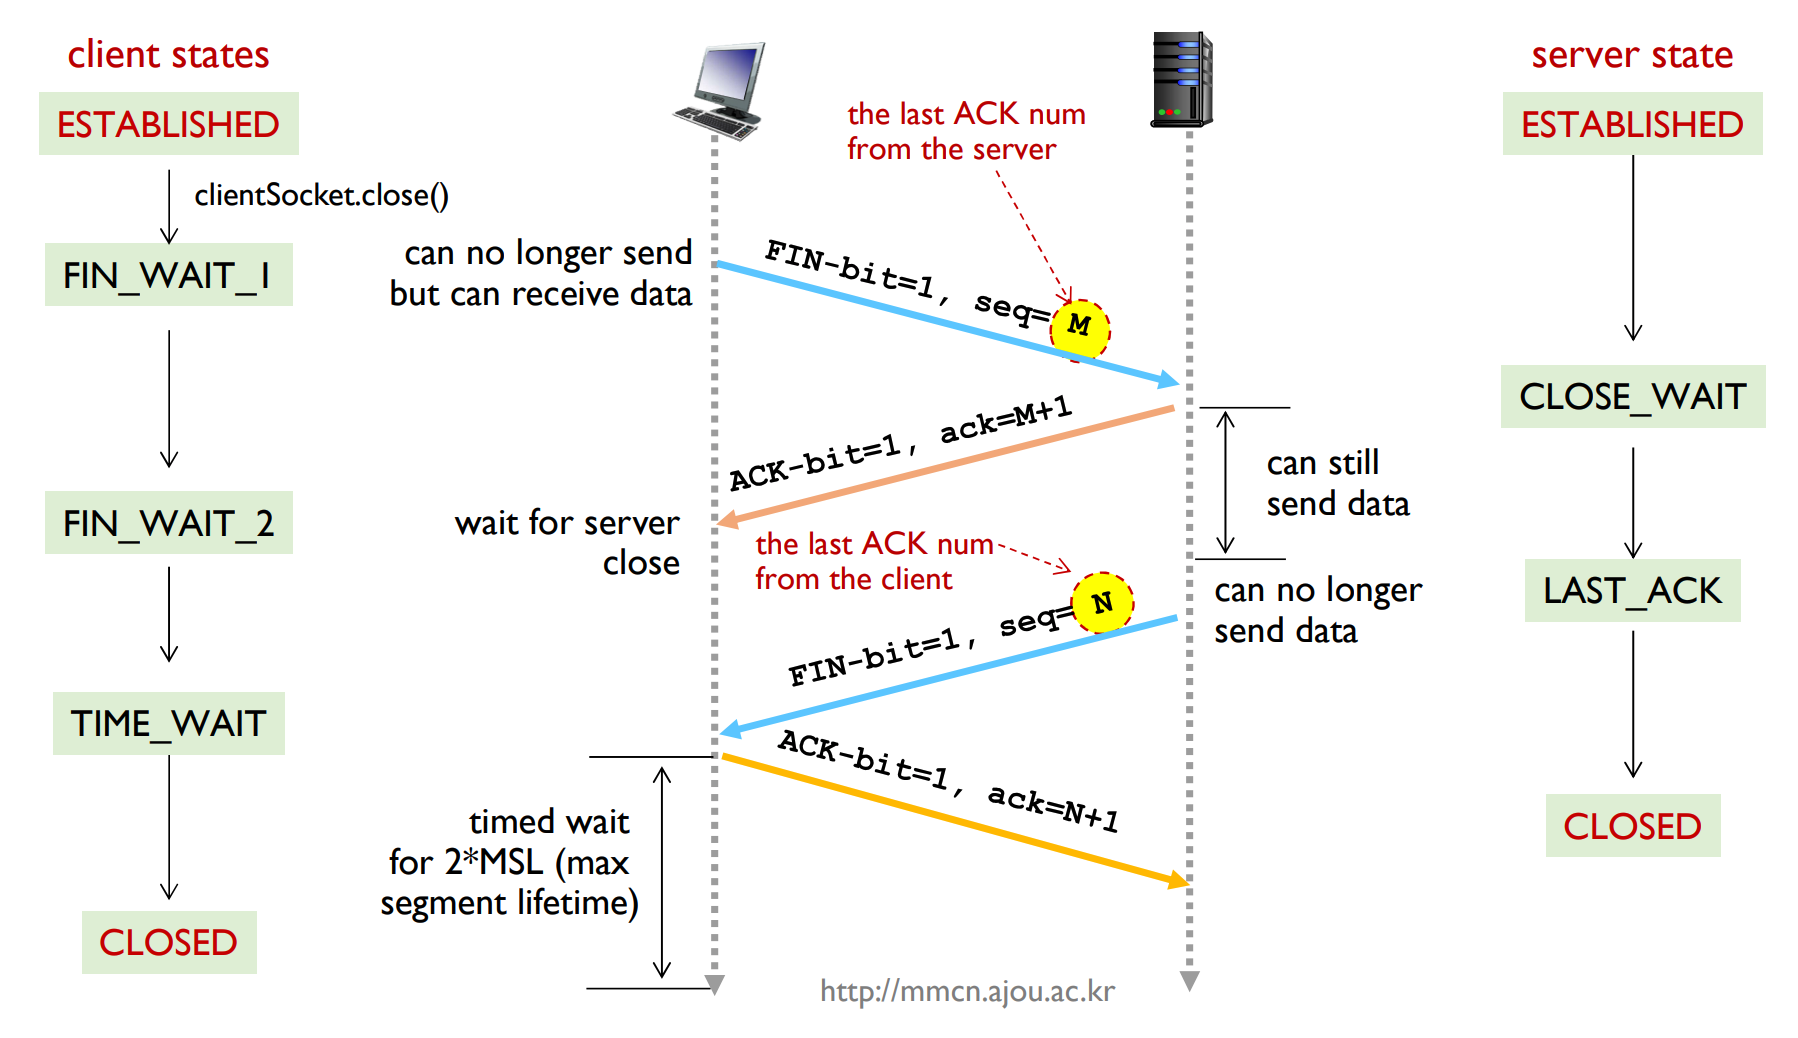 client states
ESTABLISHED
clientSocket.close()
FIN_WAIT_1
FIN_WAIT_2
TIME_WAIT
CLOSED
can no longer send
but can receive data
wait for server
close
timed wait
for 2*MSL (max
segment lifetime)
the last ACK num
from the server
FIN-bit=1, seq= M
ACK-bit=1, ack=M+1
the last ACK num
from the client
FIN-bit=1, seq= N
ACK-bit=1, ack=N+1
http://mmcn.ajou.ac.kr
can still
send data
can no longer
send data
server state
ESTABLISHED
CLOSE_WAIT
LAST_ACK
CLOSED